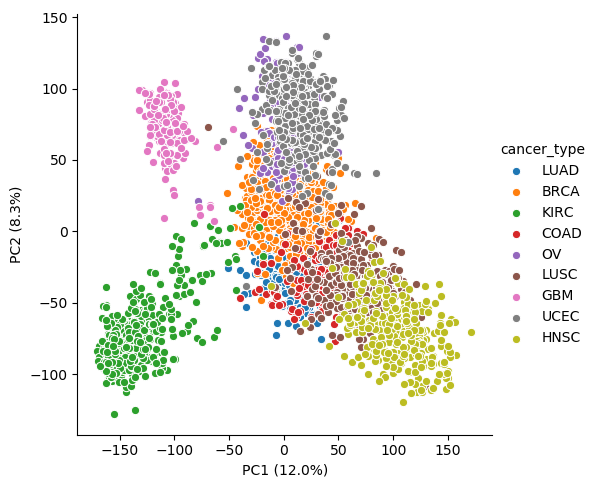 150
100
50
0
−50
−100
PC2 (8.3%)
−150
−100
−50
0
50
100
150
PC1 (12.0%)
cancer_type
LUAD
BRCA
KIRC
COAD
OV
LUSC
GBM
UCEC
HNSC